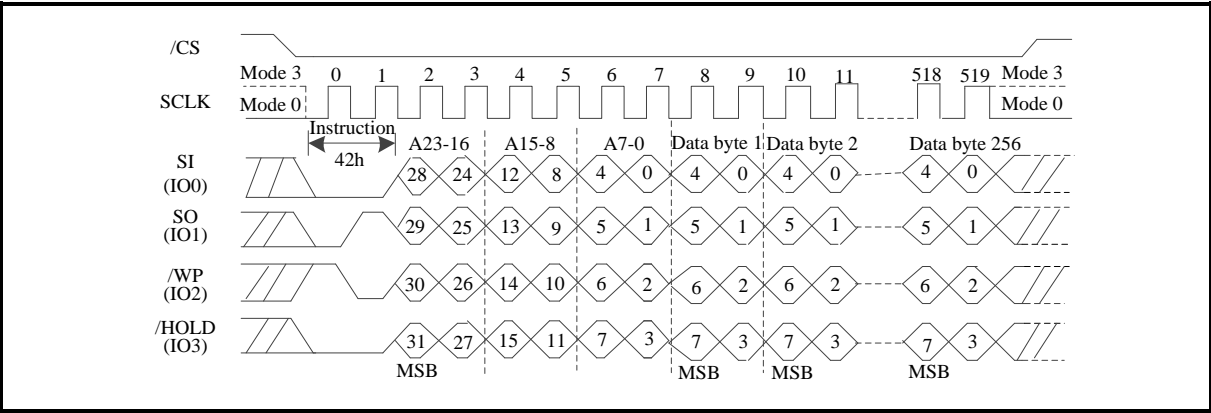 /CS
Mode 3 0 1 2 3 4 5 6 7 8 9 10 11 518 519 Mode 3
SCLK Mode 0 Mode 0
Instruction
42h A23-16 A15-8 A7-0 Data byte 1 Data byte 2 Data byte 256
SI
(IO0) 28 24 12 8 4 0 4 0 4 0 4 0
SO
(IO1) 29 25 13 9 5 1 5 1 5 1 5 1
/WP
(IO2) 30 26 14 10 6 2 6 2 6 2 6 2
/HOLD
(IO3) 31 27 15 11 7 3 7 3 7 3 7 3
MSB MSB MSB MSB